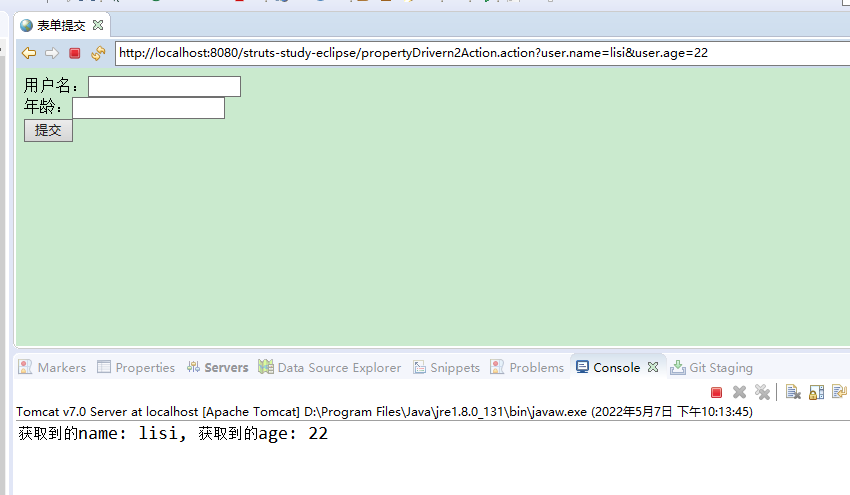 表单提交
http://localhost:8080/struts-study-eclipse/propertyDrivern2Action.action?user.name=lisi&user.age=22
用户名：
年龄：
提交
Markers Properties Servers Data Source Explorer Snippets Problems Console Git Staging
Tomcat v7.0 Server at localhost [Apache Tomcat] D:\Program Files\Java\jre1.8.0_131\bin\javaw.exe (2022年5月7日 下午10:13:45)
获取到的name: lisi, 获取到的age: 22